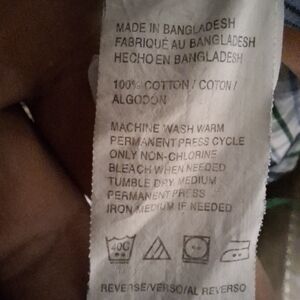 MADE IN BANGLADESH
FABRIQUÉ AU BANGLADESH
HECHO EN BANGLADESH
100% COTTON / COTON /
ALGODON
MACHINE WASH WARM
PERMANENT PRESS CYCLE
ONLY NON-CHLORINE
BLEACH WHEN NEEDED
TUMBLE DRY MEDIUM
PERMANENT PRESS
IRON MEDIUM IF NEEDED
40C
REVERSE/VERSO/AL REVERSO